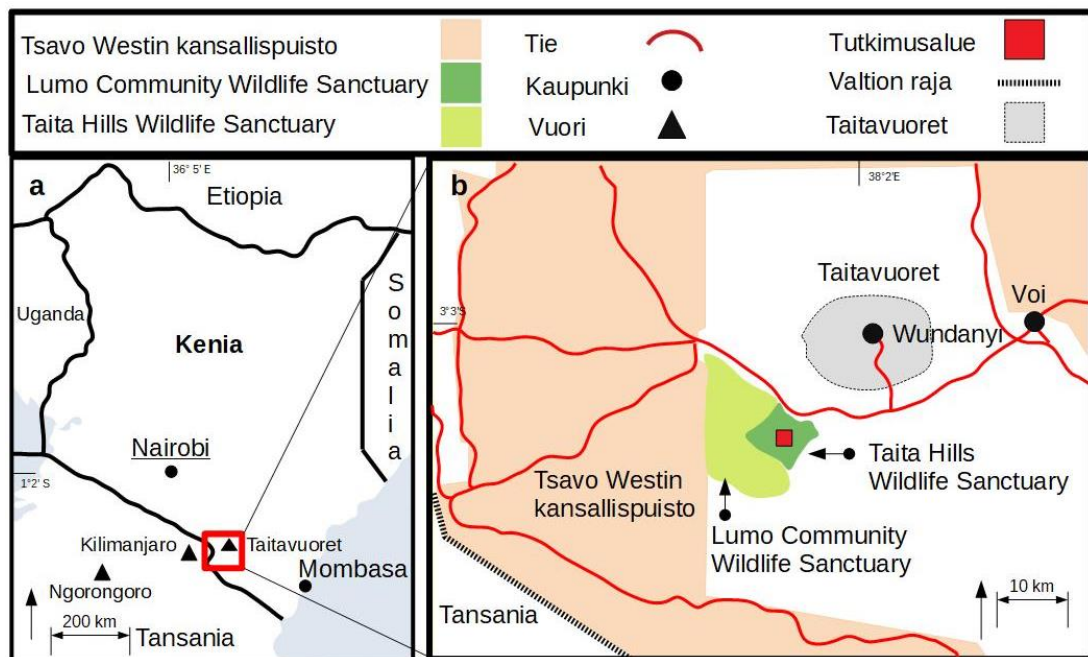 Tsavo Westin kansallispuisto
Lumo Community Wildlife Sanctuary
Taita Hills Wildlife Sanctuary
Tie
Kaupunki
Vuori
Tutkimusalue
Valtion raja
Taitavuoret
a
36° 5' E
Etiopia
Uganda
Somalia
Kenia
Nairobi
1°2' S
Kilimanjaro
Taitavuoret
Mombasa
Ngorongoro
200 km
Tansania
b
38°2'E
Taitavuoret
Voi
3°3'S
Wundanyi
Taita Hills
Wildlife Sanctuary
Tsavo Westin
kansallispuisto
Lumo Community
Wildlife Sanctuary
10 km
Tansania